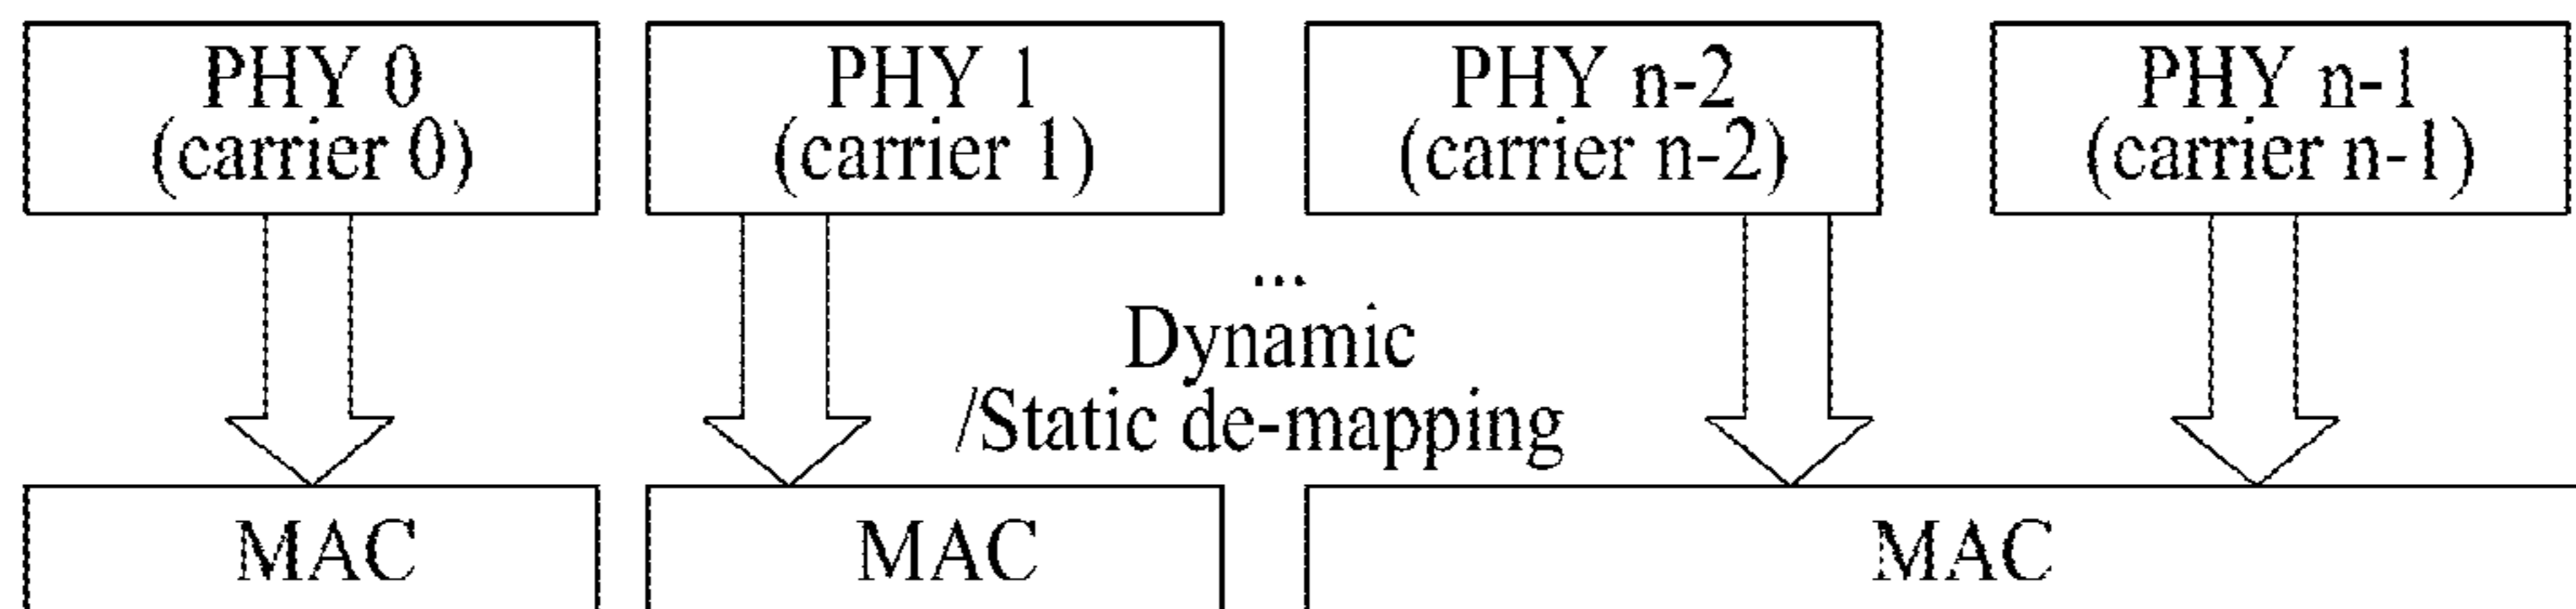 PHY 0
(carrier 0)
PHY 1
(carrier 1)
PHY n-2
(carrier n-2)
PHY n-1
(carrier n-1)
...
Dynamic
/Static de-mapping
MAC
MAC
MAC